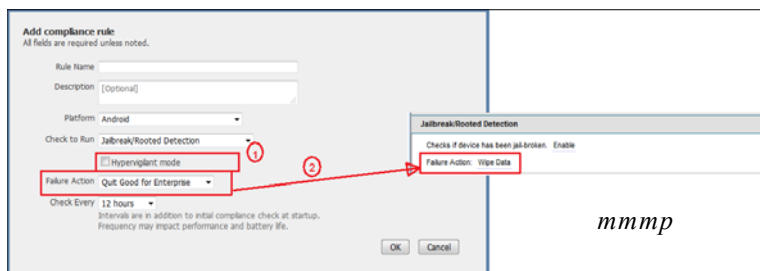 Add compliance rule
All fields are required unless noted.
Rule Name
Description [Optional]
Platform Android
Check to Run Jailbreak/Rooted Detection
Hypervigilant mode
1
Failure Action Quit Good for Enterprise
2
Check Every 12 hours
Intervals are in addition to initial compliance check at startup.
Frequency may impact performance and battery life.
OK Cancel
Jailbreak/Rooted Detection
Checks if device has been jail-broken. Enable
Failure Action: Wipe Data
mmmp